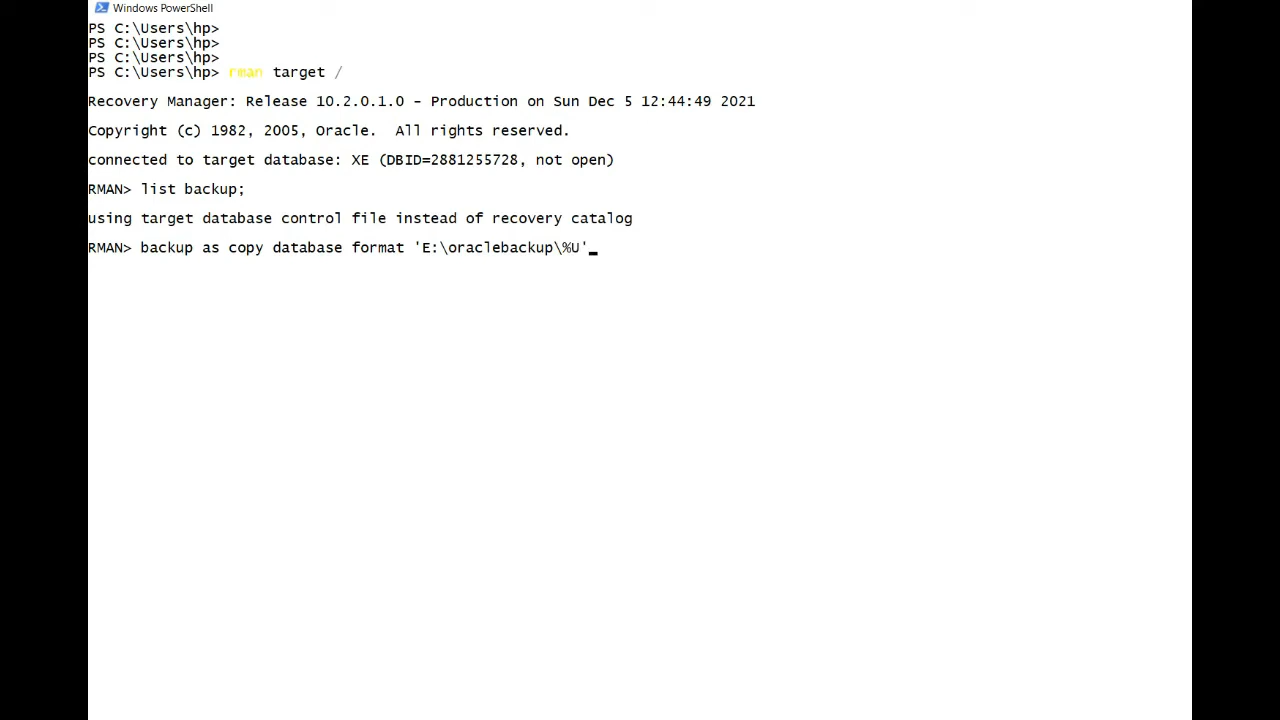 Windows PowerShell
PS C:\Users\hp>
PS C:\Users\hp>
PS C:\Users\hp>
PS C:\Users\hp> rman target /
Recovery Manager: Release 10.2.0.1.0 - Production on Sun Dec 5 12:44:49 2021
Copyright (c) 1982, 2005, Oracle.  All rights reserved.
connected to target database: XE (DBID=2881255728, not open)
RMAN> list backup;
using target database control file instead of recovery catalog
RMAN> backup as copy database format 'E:\oraclebackup\%U'